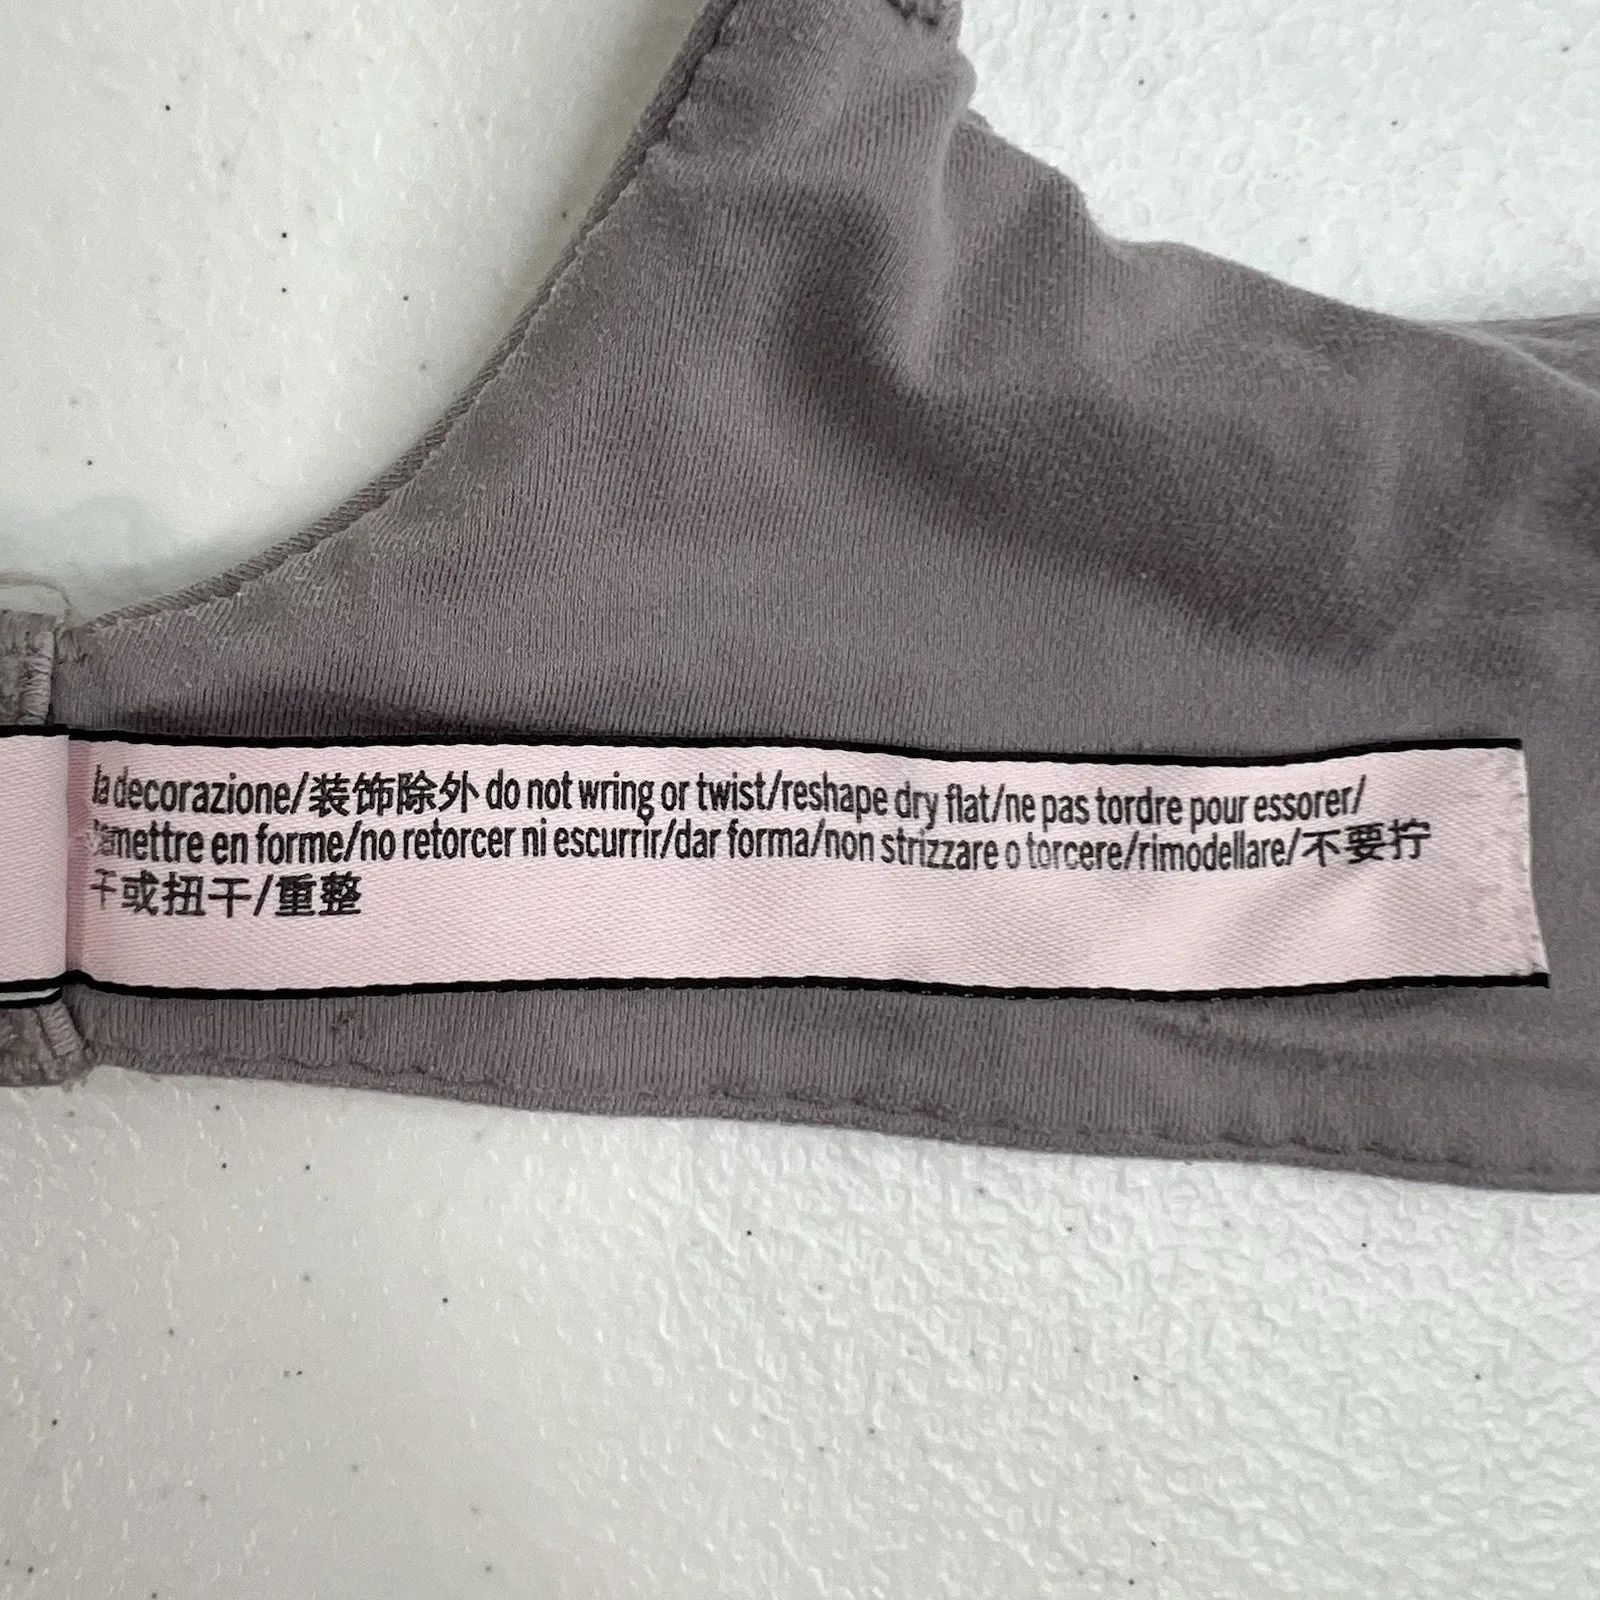 la decorazione/装饰除外 do not wring or twist/reshape dry flat/ne pas tordre pour essorer/
remettre en forme/no retorcer ni escurrir/dar forma/non strizzare o torcere/rimodellare/不要拧
干或扭干/重整